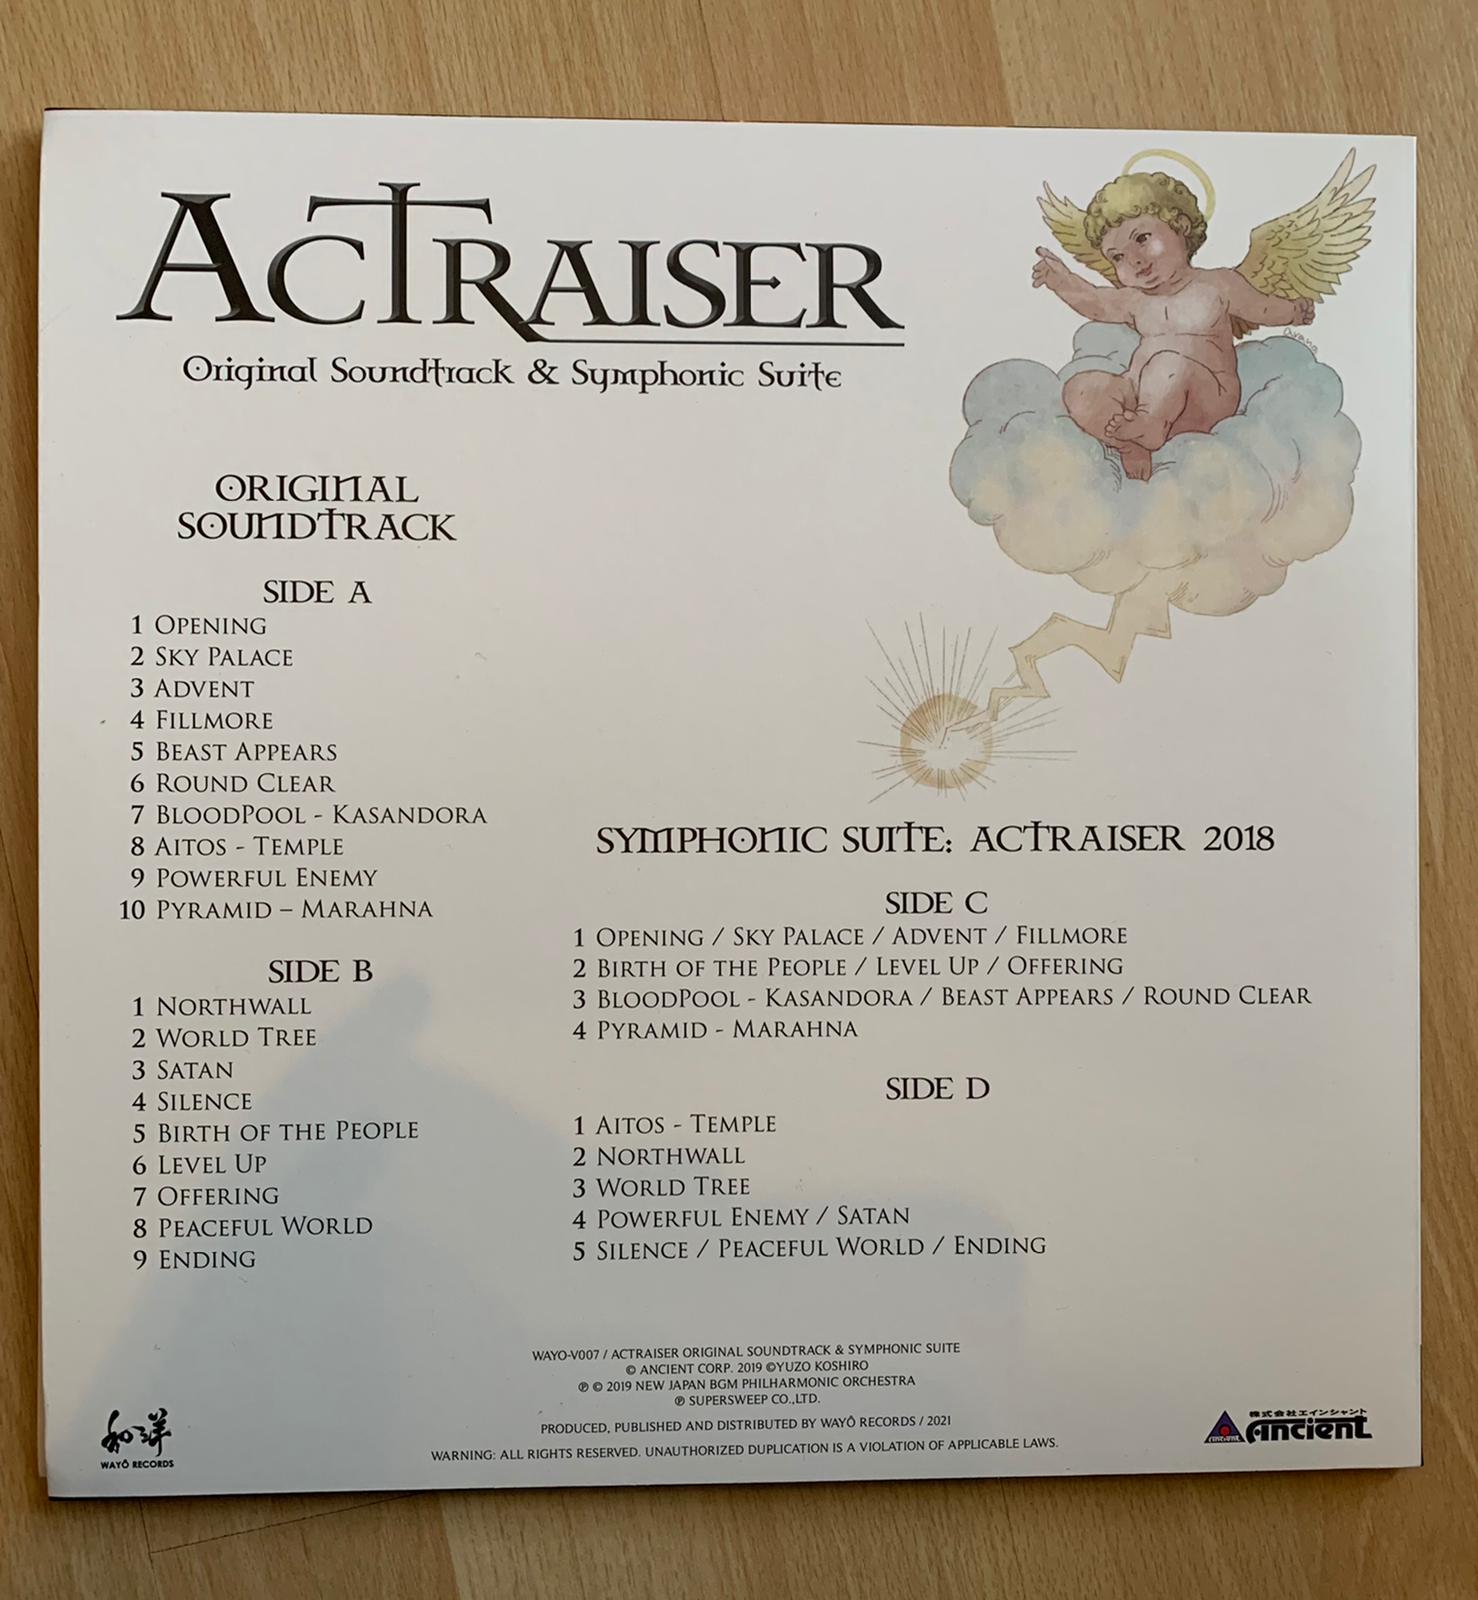 ACTRAISER
Original Soundtrack & Symphonic Suite
ORIGINAL
SOUNDTRACK
SIDE A
1 OPENING
2 SKY PALACE
3 ADVENT
4 FILLMORE
5 BEAST APPEARS
6 ROUND CLEAR
7 BLOODPOOL - KASANDORA
8 AITOS - TEMPLE
9 POWERFUL ENEMY
10 PYRAMID – MARAHNA
SIDE B
1 NORTHWALL
2 WORLD TREE
3 SATAN
4 SILENCE
5 BIRTH OF THE PEOPLE
6 LEVEL UP
7 OFFERING
8 PEACEFUL WORLD
9 ENDING
SYMPHONIC SUITE: ACTRAISER 2018
SIDE C
1 OPENING / SKY PALACE / ADVENT / FILLMORE
2 BIRTH OF THE PEOPLE / LEVEL UP / OFFERING
3 BLOODPOOL - KASANDORA / BEAST APPEARS / ROUND CLEAR
4 PYRAMID - MARAHNA
SIDE D
1 AITOS - TEMPLE
2 NORTHWALL
3 WORLD TREE
4 POWERFUL ENEMY / SATAN
5 SILENCE / PEACEFUL WORLD / ENDING
WAYO-V007 / ACTRAISER ORIGINAL SOUNDTRACK & SYMPHONIC SUITE
© ANCIENT CORP. 2019 ©YUZO KOSHIRO
℗ © 2019 NEW JAPAN BGM PHILHARMONIC ORCHESTRA
℗ SUPERSWEEP CO.,LTD.
PRODUCED, PUBLISHED AND DISTRIBUTED BY WAYÔ RECORDS / 2021
WARNING: ALL RIGHTS RESERVED. UNAUTHORIZED DUPLICATION IS A VIOLATION OF APPLICABLE LAWS.
和洋
WAYÔ RECORDS
株式会社エインシャント
ancient